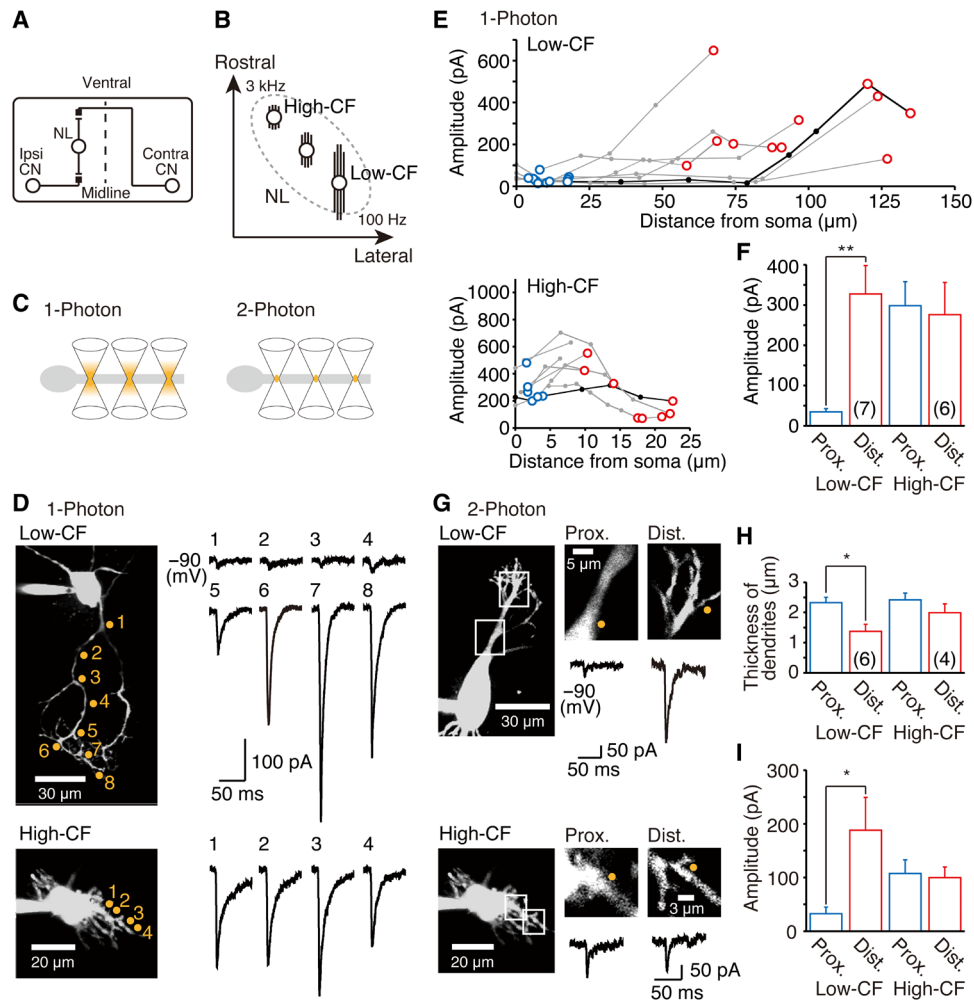 A
Ventral
NL
Ipsi
CN
Contra
CN
Midline
B
Rostral
3 kHz
High-CF
Low-CF
NL
100 Hz
Lateral
C
1-Photon
2-Photon
D
1-Photon
Low-CF
1
2
3
4
5
6
7
8
30 µm
1 2 3 4
–90
(mV)
5 6 7 8
100 pA
50 ms
High-CF
1
2
3
4
20 µm
1 2 3 4
E
1-Photon
Low-CF
Amplitude (pA)
600
400
200
0
0 25 50 75 100 125 150
Distance from soma (µm)
High-CF
Amplitude (pA)
1000
800
600
400
200
0
0 5 10 15 20 25
Distance from soma (µm)
F
**
Amplitude (pA)
400
300
200
100
0
(7)
(6)
Prox. Dist. Prox. Dist.
Low-CF High-CF
G
2-Photon
Low-CF
Prox.
Dist.
5 µm
30 µm
–90
(mV)
50 pA
50 ms
High-CF
Prox.
Dist.
3 µm
20 µm
50 pA
50 ms
H
*
Thickness of
dendrites (µm)
3
2
1
0
(6)
(4)
Prox. Dist. Prox. Dist.
Low-CF High-CF
I
*
Amplitude (pA)
300
200
100
0
Prox. Dist. Prox. Dist.
Low-CF High-CF